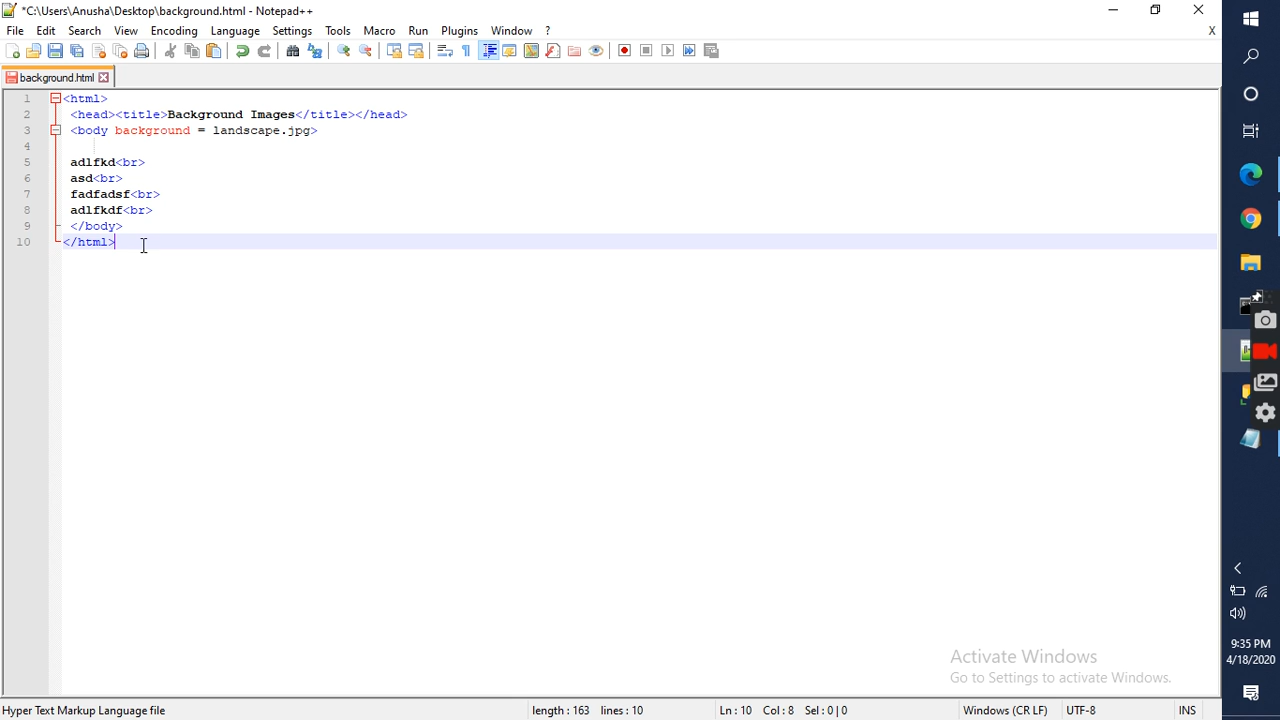 *C:\Users\Anusha\Desktop\background.html - Notepad++
File Edit Search View Encoding Language Settings Tools Macro Run Plugins Window ? X
background.html
1 <html>
2 <head><title>Background Images</title></head>
3 <body background = landscape.jpg>
4
5 adlfkd<br>
6 asd<br>
7 fadfadsf<br>
8 adlfkdf<br>
9 </body>
10 </html>
Activate Windows
Go to Settings to activate Windows.
9:35 PM
4/18/2020
Hyper Text Markup Language file length : 163 lines : 10 Ln : 10 Col : 8 Sel : 0 | 0 Windows (CR LF) UTF-8 INS